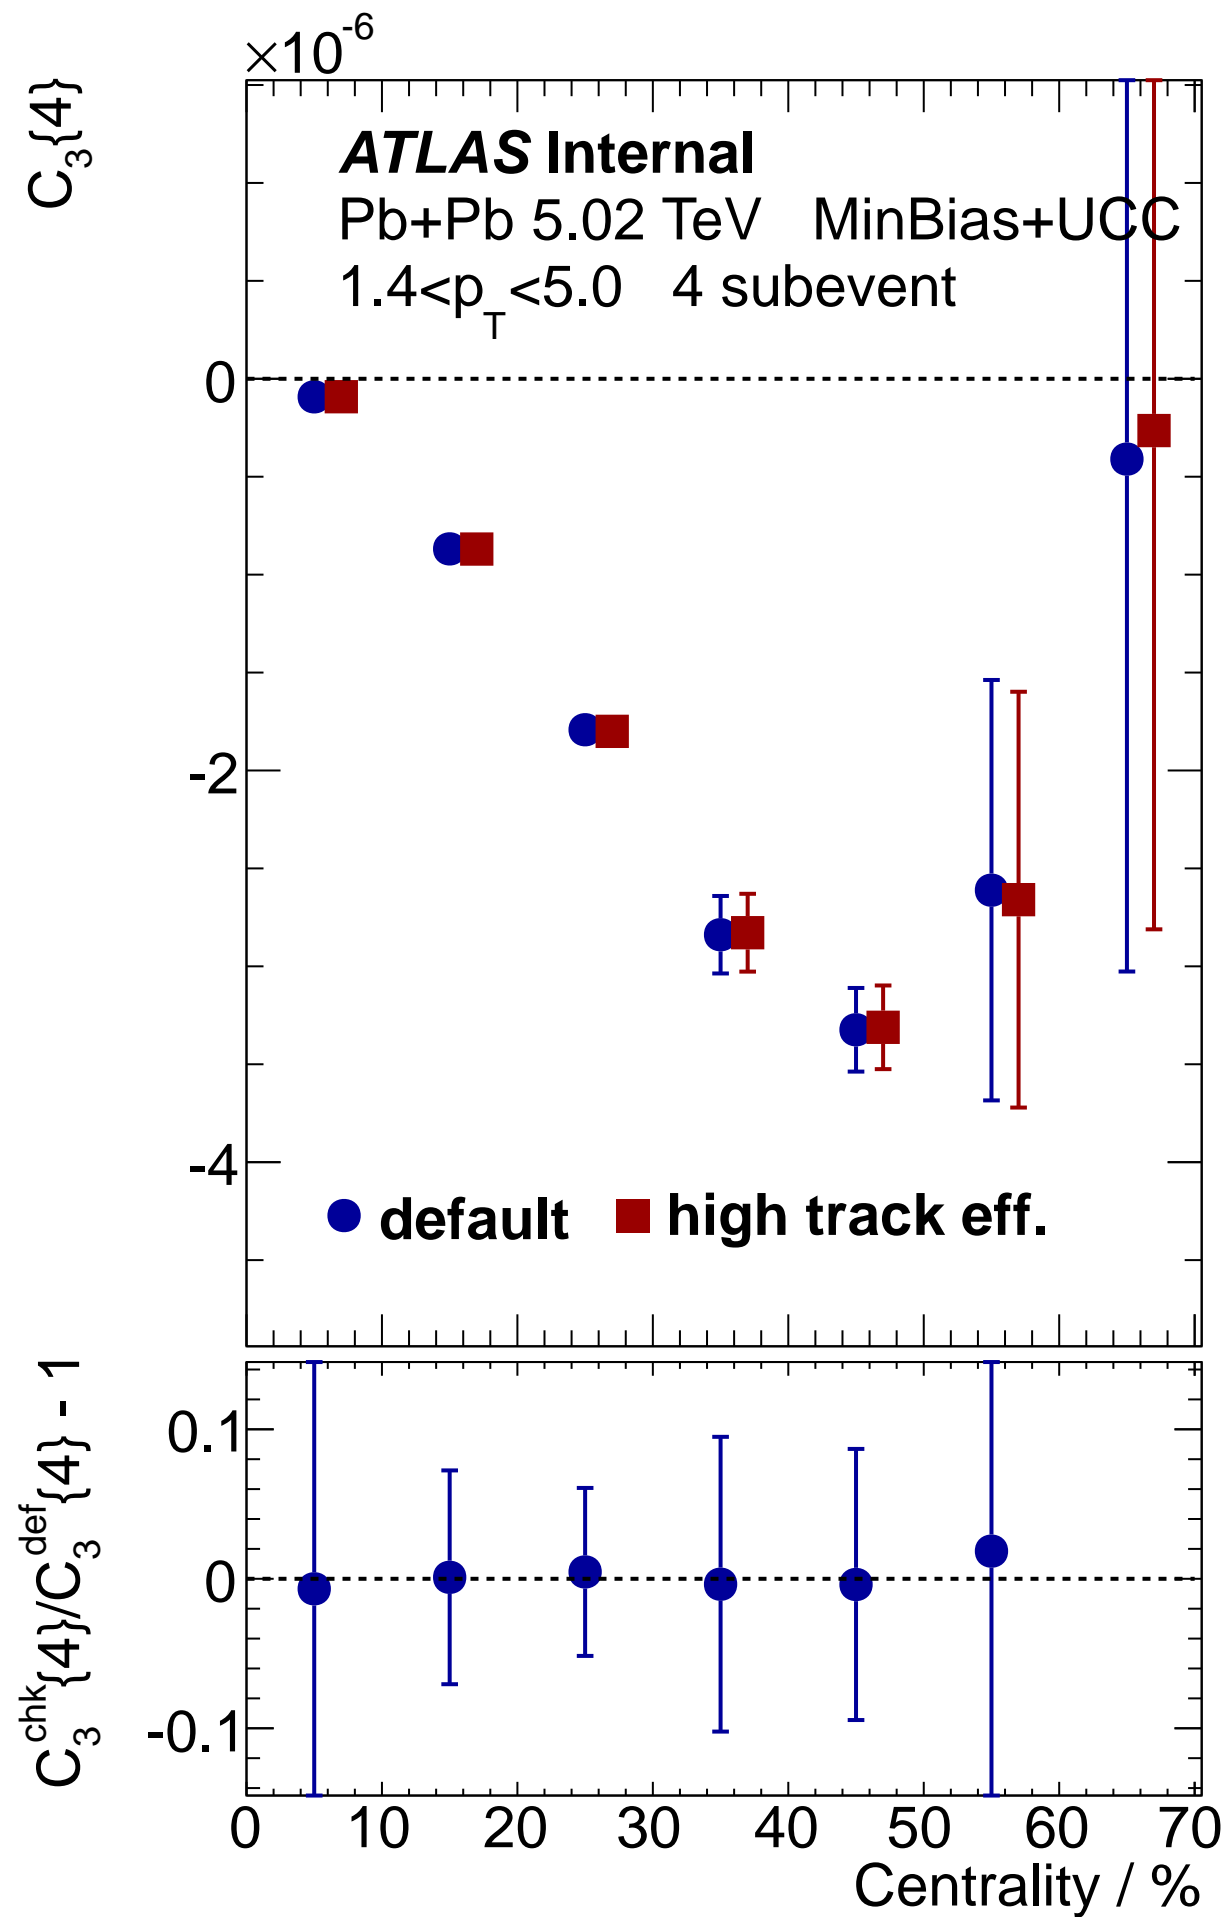 ×10⁻⁶
C₃{4}
ATLAS Internal
Pb+Pb 5.02 TeV MinBias+UCC
1.4<p_T<5.0 4 subevent
0
-2
-4
default high track eff.
C₃^chk{4}/C₃^def{4} - 1
0.1
0
-0.1
0 10 20 30 40 50 60 70
Centrality / %